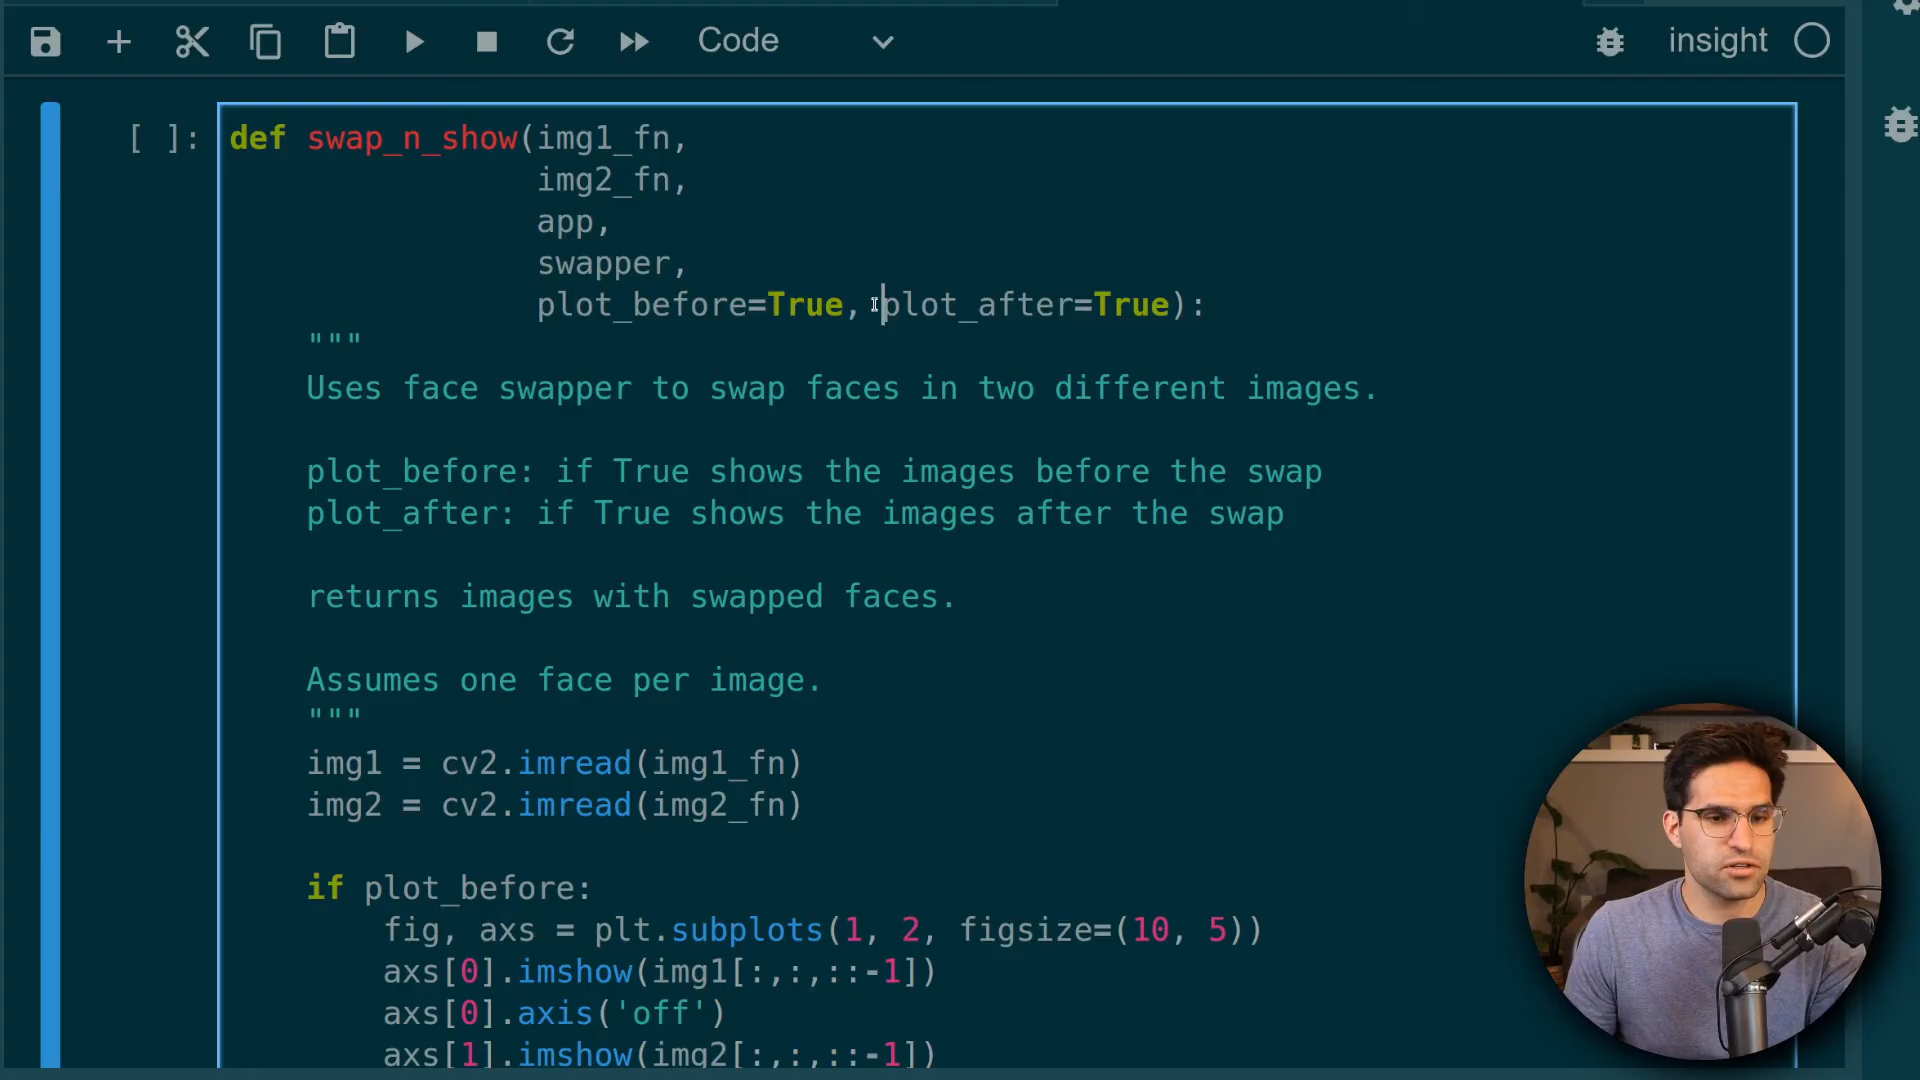 Code
insight
[ ]:
def swap_n_show(img1_fn,
img2_fn,
app,
swapper,
plot_before=True, plot_after=True):
"""
Uses face swapper to swap faces in two different images.
plot_before: if True shows the images before the swap
plot_after: if True shows the images after the swap
returns images with swapped faces.
Assumes one face per image.
"""
img1 = cv2.imread(img1_fn)
img2 = cv2.imread(img2_fn)
if plot_before:
fig, axs = plt.subplots(1, 2, figsize=(10, 5))
axs[0].imshow(img1[:,:,::-1])
axs[0].axis('off')
axs[1].imshow(img2[:,:,::-1])